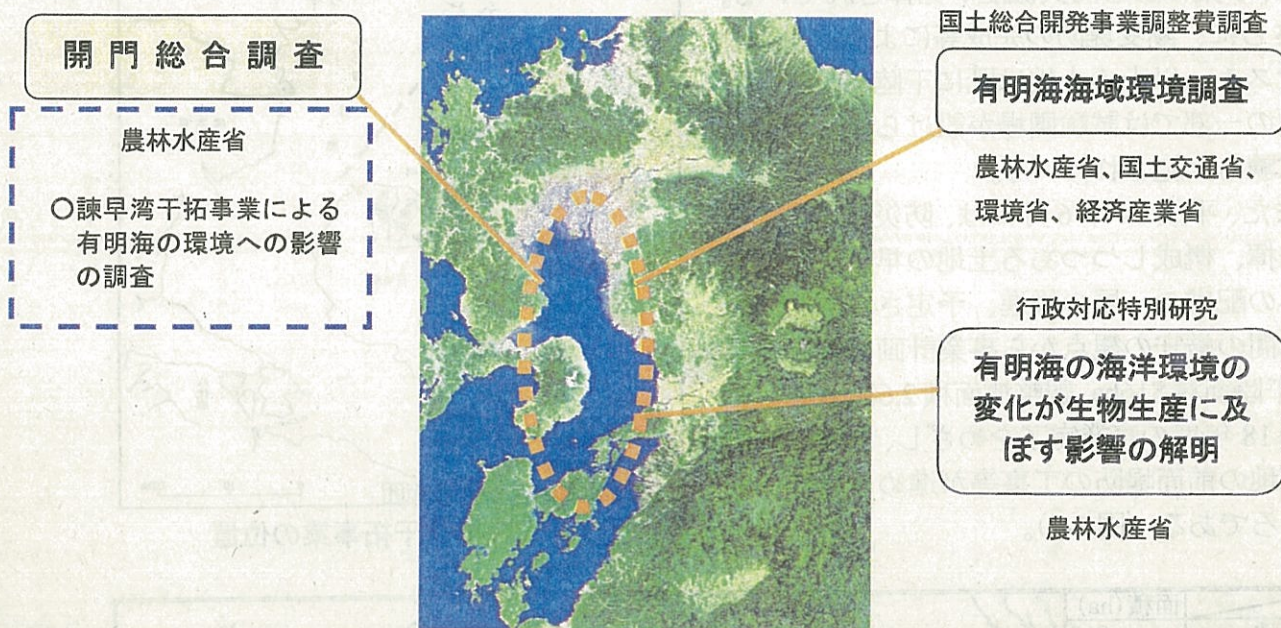 開門総合調査
農林水産省
○諫早湾干拓事業による
有明海の環境への影響
の調査
国土総合開発事業調整費調査
有明海海域環境調査
農林水産省、国土交通省、
環境省、経済産業省
行政対応特別研究
有明海の海洋環境の
変化が生物生産に及
ぼす影響の解明
農林水産省